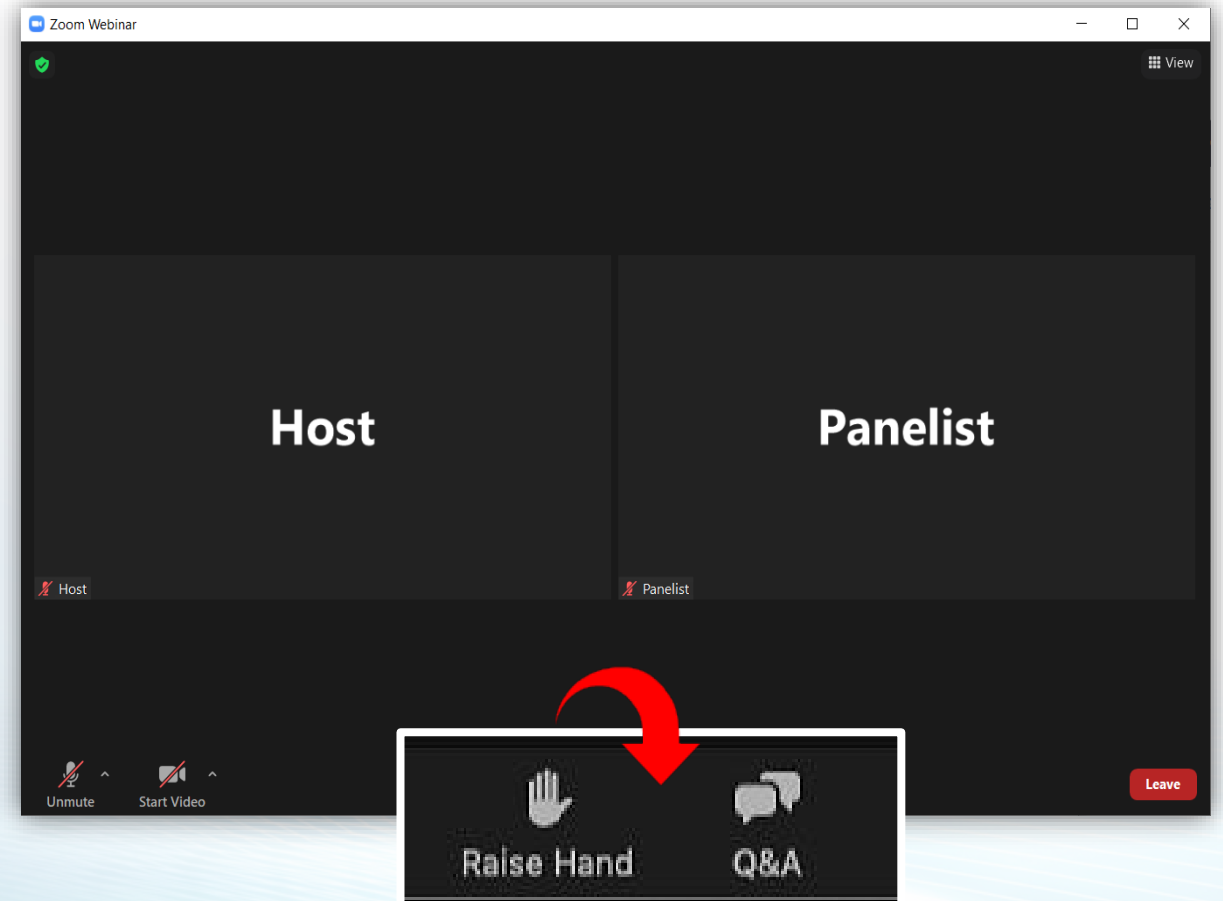 Zoom Webinar
View
Host
Panelist
Host
Panelist
Unmute
Start Video
Raise Hand
Q&A
Leave